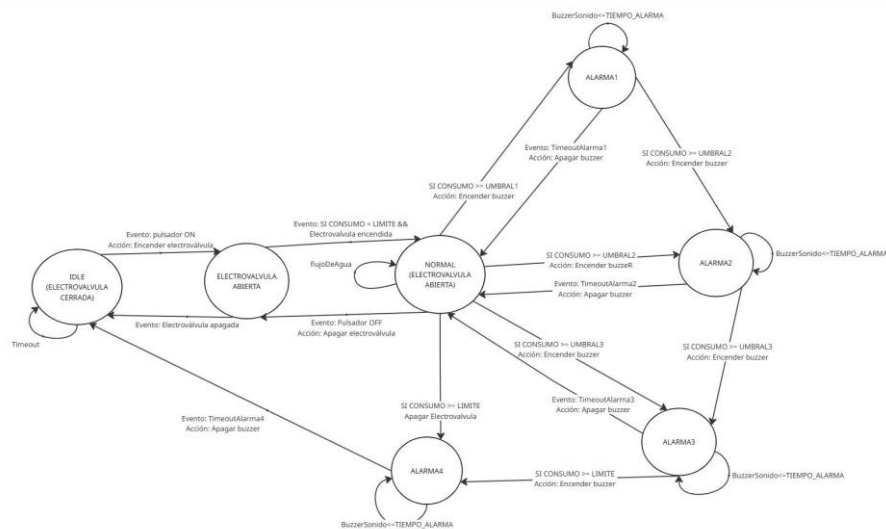 BuzzerSonido<=TIEMPO_ALARMA
ALARMA1
Evento: TimeoutAlarma1
Acción: Apagar buzzer
SI CONSUMO >= UMBRAL2
Acción: Encender buzzer
SI CONSUMO >= UMBRAL1
Acción: Encender buzzer
Evento: pulsador ON
Acción: Encender electroválvula
Evento: SI CONSUMO = LIMITE &&
Electrovalvula encendida
IDLE
(ELECTROVALVULA
CERRADA)
ELECTROVALVULA
ABIERTA
flujoDeAgua
NORMAL
(ELECTROVALVULA
ABIERTA)
SI CONSUMO >= UMBRAL2
Acción: Encender buzzeR
ALARMA2
BuzzerSonido<=TIEMPO_ALARMA
Evento: TimeoutAlarma2
Acción: Apagar buzzer
Evento: Electroválvula apagada
Evento: Pulsador OFF
Acción: Apagar electroválvula
Timeout
SI CONSUMO >= UMBRAL3
Acción: Encender buzzer
SI CONSUMO >= UMBRAL3
Acción: Encender buzzer
Evento: TimeoutAlarma3
Acción: Apagar buzzer
SI CONSUMO >= LIMITE
Apagar Electrovalvula
Evento: TimeoutAlarma4
Acción: Apagar buzzer
ALARMA3
ALARMA4
SI CONSUMO >= LIMITE
Acción: Encender buzzer
BuzzerSonido<=TIEMPO_ALARMA
BuzzerSonido<=TIEMPO_ALARMA